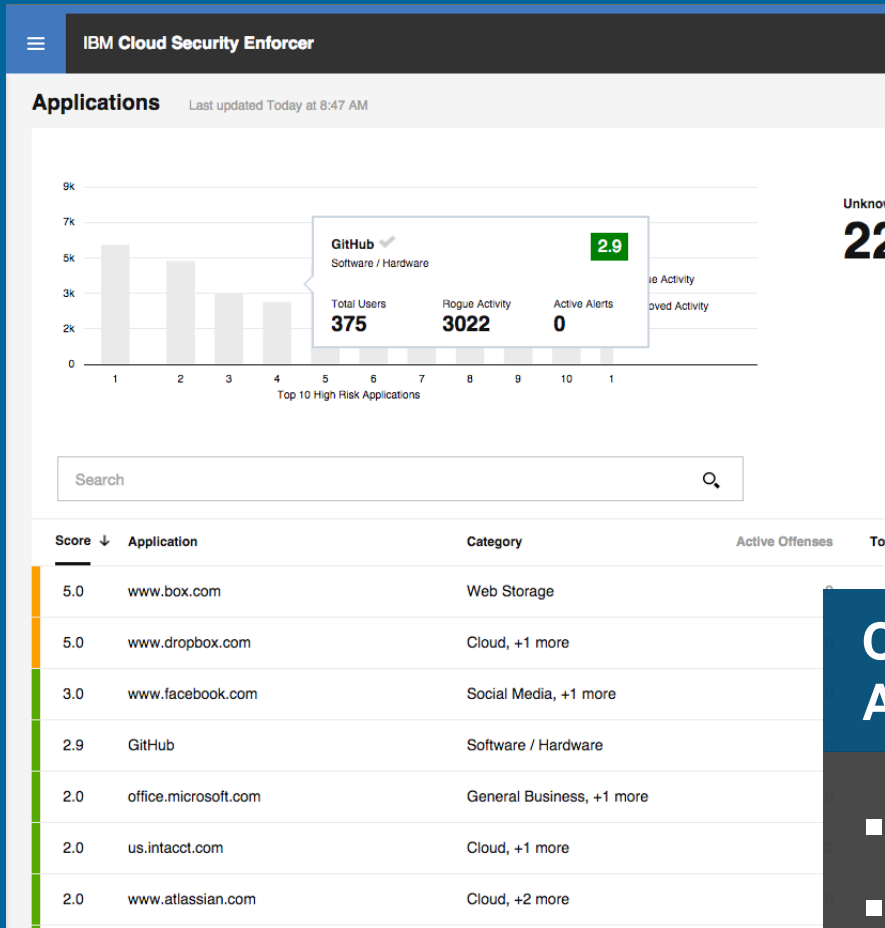 IBM Cloud Security Enforcer
Applications Last updated Today at 8:47 AM
9k
7k
5k
3k
2k
0
GitHub 2.9
Software / Hardware
Total Users Rogue Activity Active Alerts
375 3022 0
ue Activity
oved Activity
1 2 3 4 5 6 7 8 9 10 1
Top 10 High Risk Applications
Unkno
22
Search
Score Application Category Active Offenses To
5.0 www.box.com Web Storage
5.0 www.dropbox.com Cloud, +1 more
3.0 www.facebook.com Social Media, +1 more
2.9 GitHub Software / Hardware
2.0 office.microsoft.com General Business, +1 more
2.0 us.intacct.com Cloud, +1 more
2.0 www.atlassian.com Cloud, +2 more